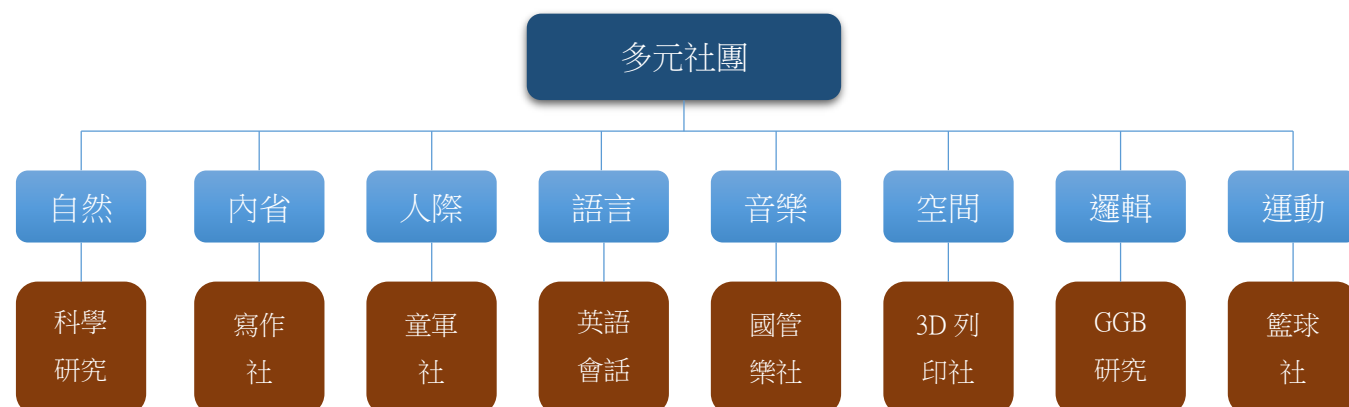 多元社團
自然
內省
人際
語言
音樂
空間
邏輯
運動
科學
研究
寫作
社
童軍
社
英語
會話
國管
樂社
3D 列
印社
GGB
研究
籃球
社